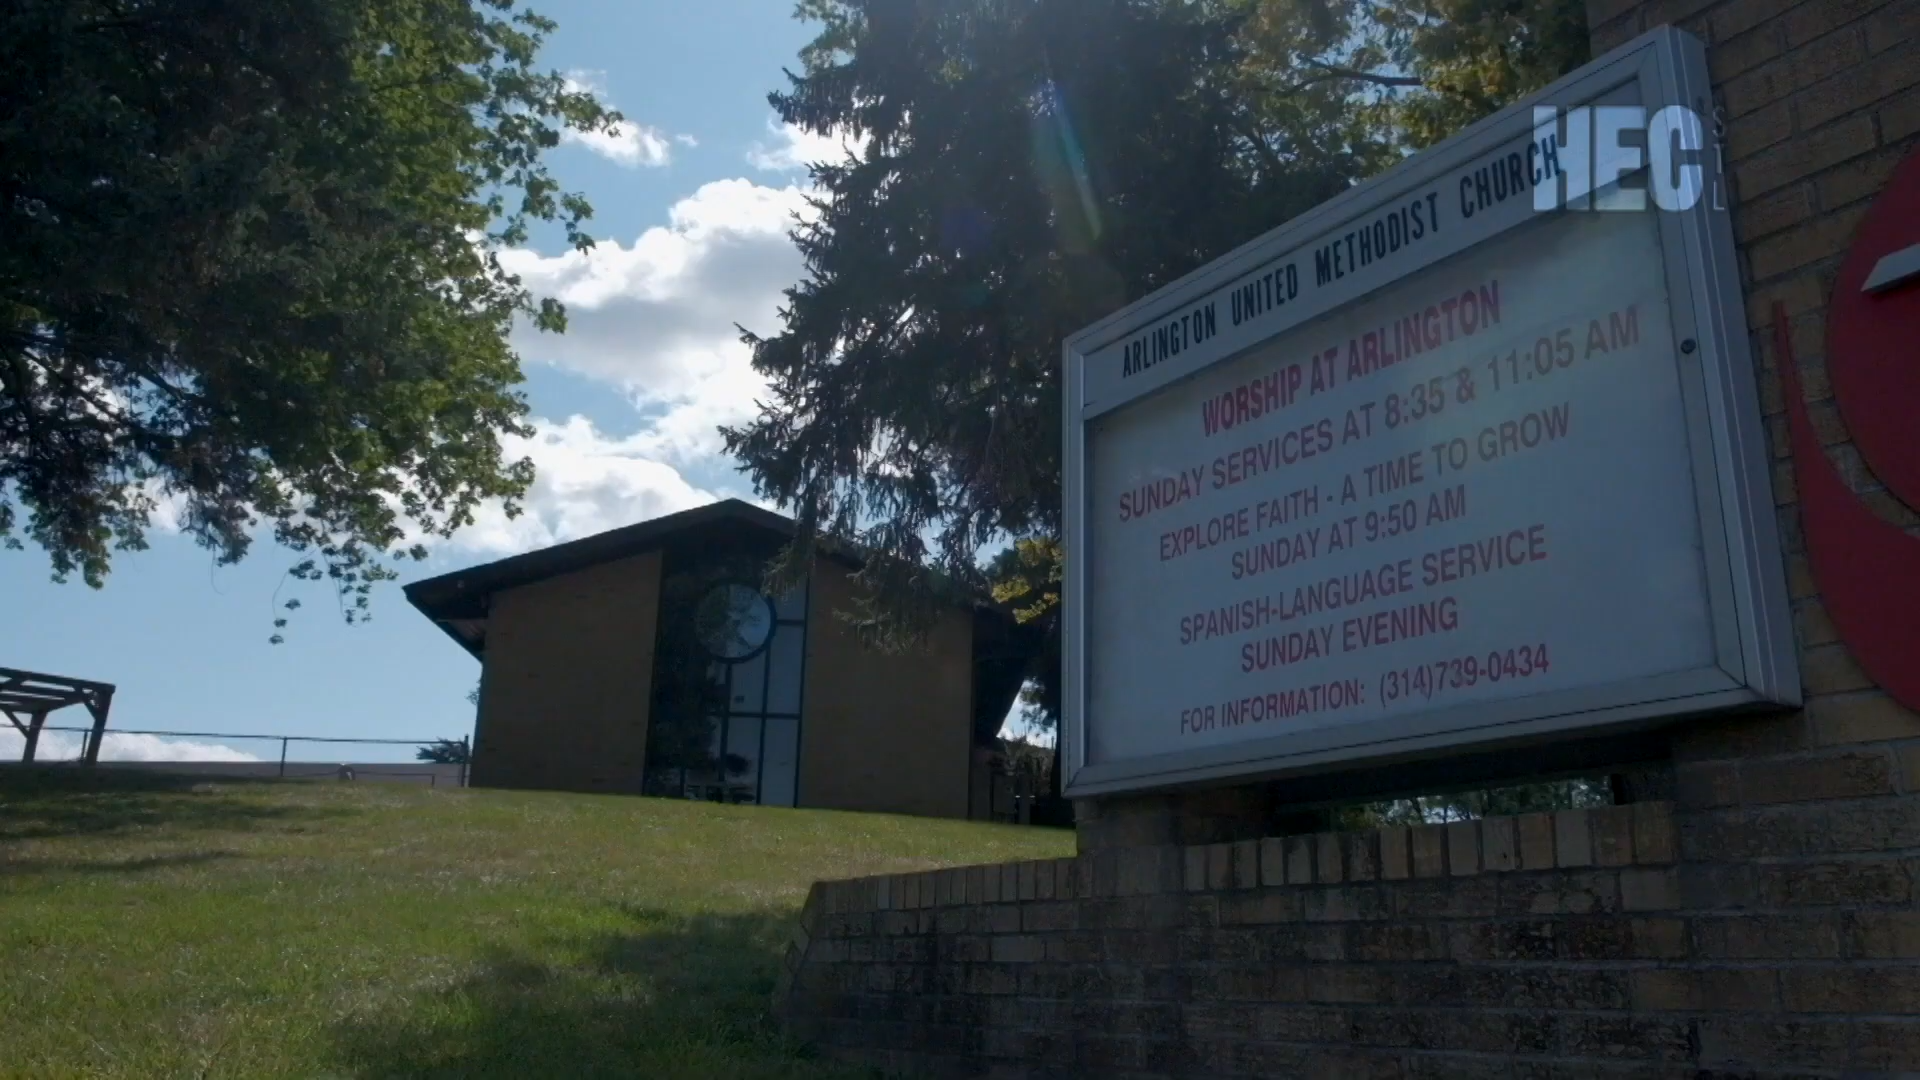 ARLINGTON UNITED METHODIST CHURCH
WORSHIP AT ARLINGTON
SUNDAY SERVICES AT 8:35 & 11:05 AM
EXPLORE FAITH - A TIME TO GROW
SUNDAY AT 9:50 AM
SPANISH-LANGUAGE SERVICE
SUNDAY EVENING
FOR INFORMATION: (314)739-0434
HEC
STL